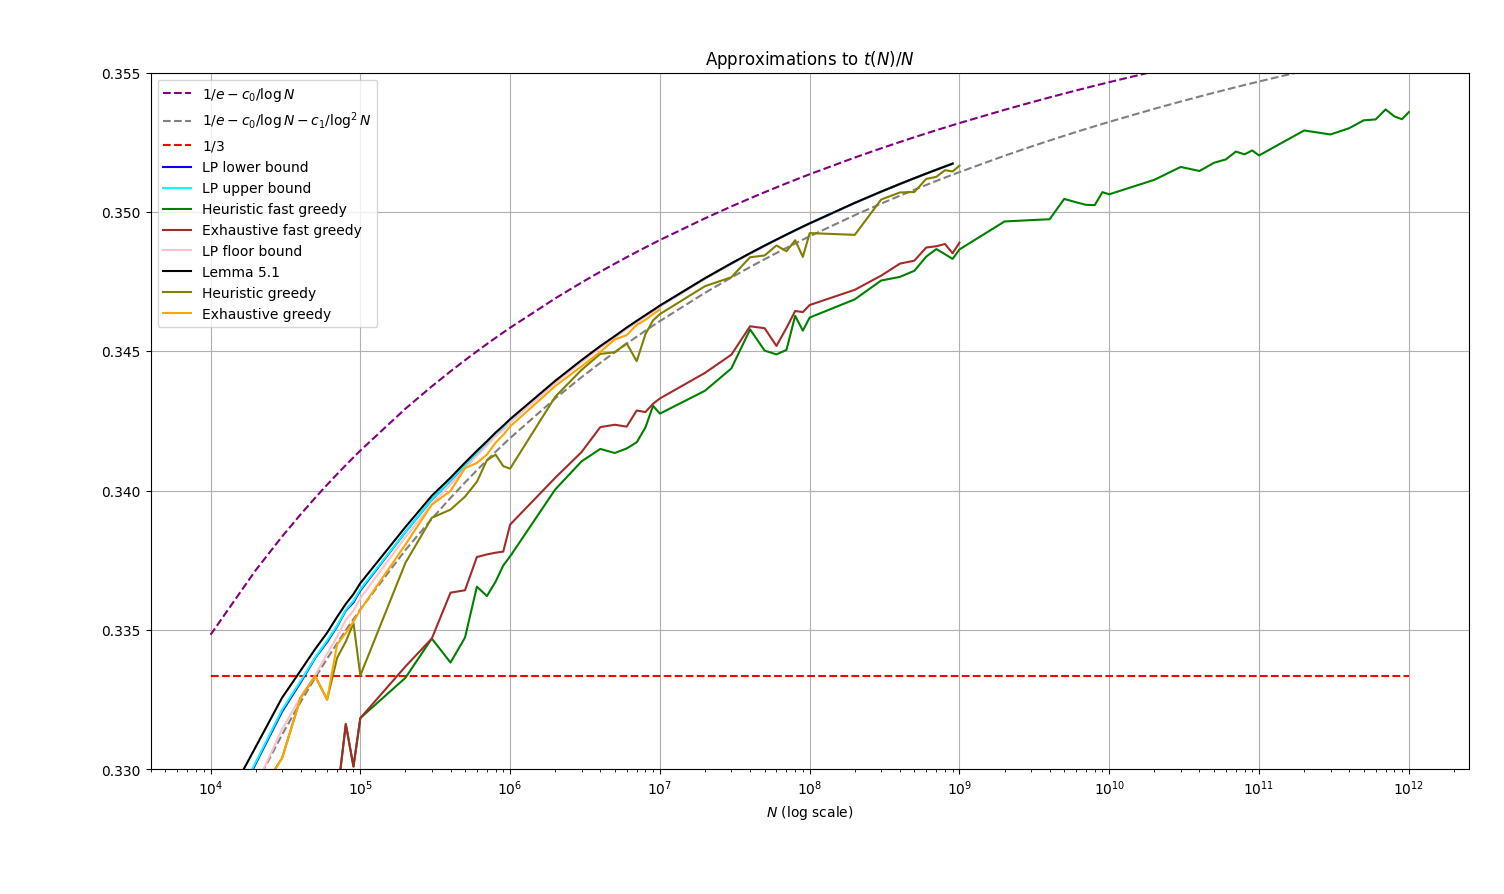 Approximations to t(N)/N
0.355
0.350
0.345
0.340
0.335
0.330
1/e − c₀/log N
1/e − c₀/log N − c₁/log² N
1/3
LP lower bound
LP upper bound
Heuristic fast greedy
Exhaustive fast greedy
LP floor bound
Lemma 5.1
Heuristic greedy
Exhaustive greedy
10⁴ 10⁵ 10⁶ 10⁷ 10⁸ 10⁹ 10¹⁰ 10¹¹ 10¹²
N (log scale)